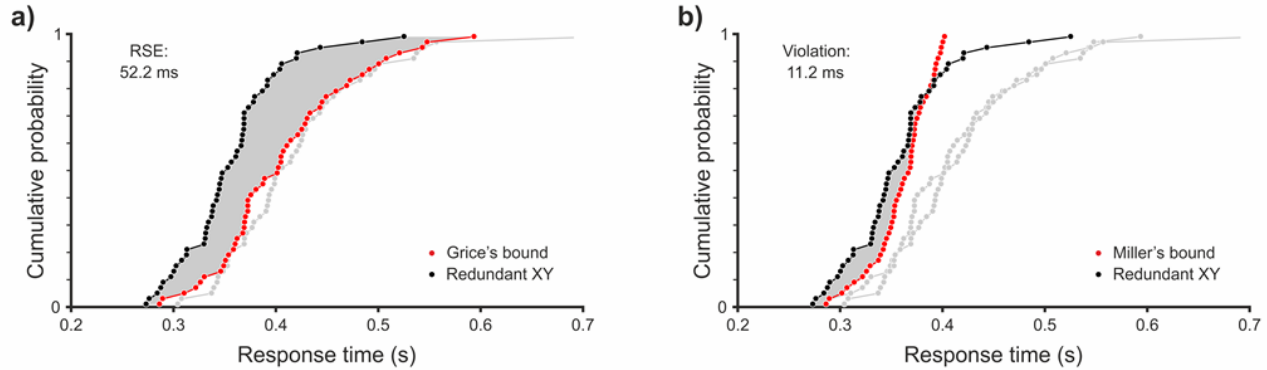 a)
RSE:
52.2 ms
Cumulative probability
1
0
Grice's bound
Redundant XY
0.2 0.3 0.4 0.5 0.6 0.7
Response time (s)
b)
Violation:
11.2 ms
Cumulative probability
1
0
Miller's bound
Redundant XY
0.2 0.3 0.4 0.5 0.6 0.7
Response time (s)